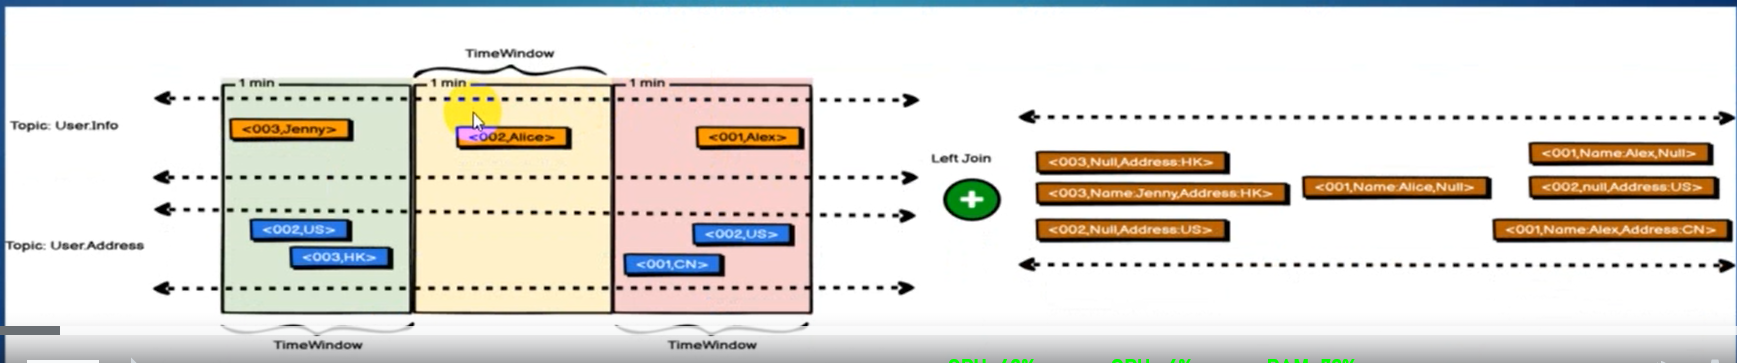 TimeWindow
1 min
1 min
1 min
Topic: User.Info
<003,Jenny>
<002,Alice>
<001,Alex>
Left Join
<003,Null,Address:HK>
<001,Name:Alex,Null>
<003,Name:Jenny,Address:HK>
<001,Name:Alice,Null>
<002,null,Address:US>
<002,Null,Address:US>
<001,Name:Alex,Address:CN>
Topic: User.Address
<002,US>
<002,US>
<003,HK>
<001,CN>
TimeWindow
TimeWindow